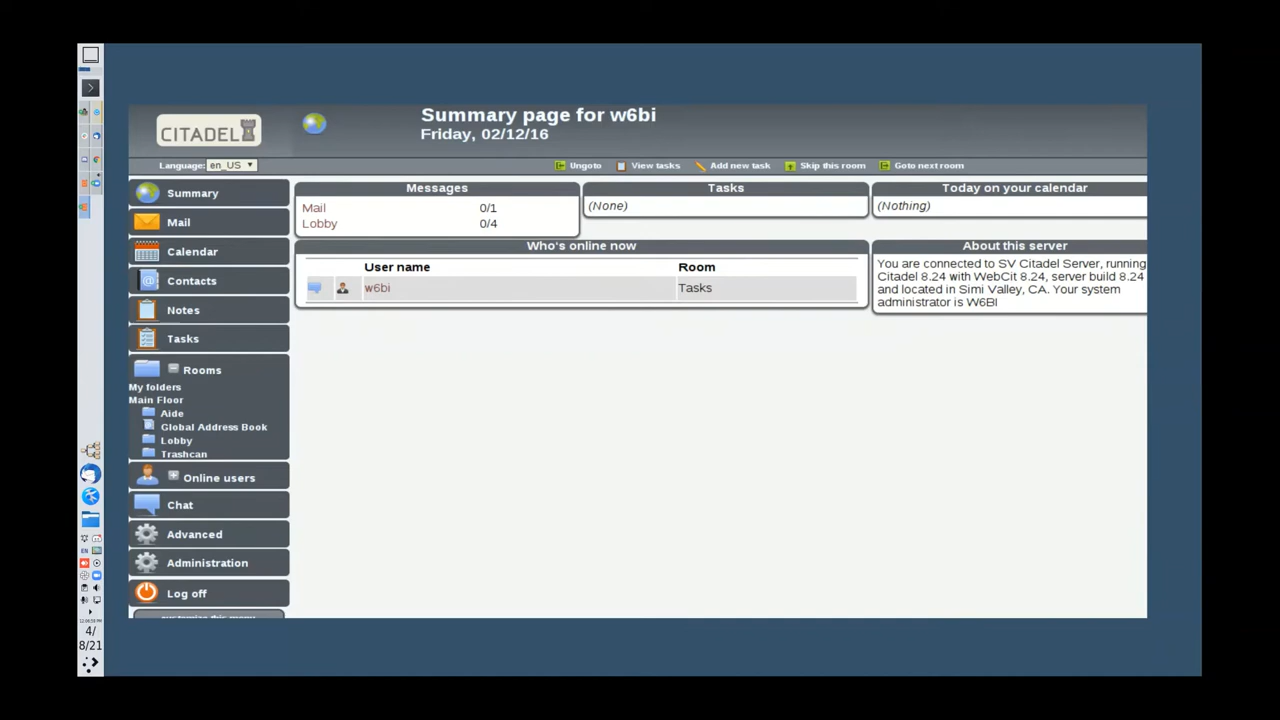 CITADEL
Summary page for w6bi
Friday, 02/12/16
Language: en_US
Ungoto View tasks Add new task Skip this room Goto next room
Summary
Mail
Calendar
Contacts
Notes
Tasks
Rooms
My folders
Main Floor
Aide
Global Address Book
Lobby
Trashcan
Online users
Chat
Advanced
Administration
Log off
customize this menu
Messages
Mail 0/1
Lobby 0/4
Tasks
(None)
Today on your calendar
(Nothing)
Who's online now
User name Room
w6bi Tasks
About this server
You are connected to SV Citadel Server, running
Citadel 8.24 with WebCit 8.24, server build 8.24
and located in Simi Valley, CA. Your system
administrator is W6BI
EN
4/
8/21